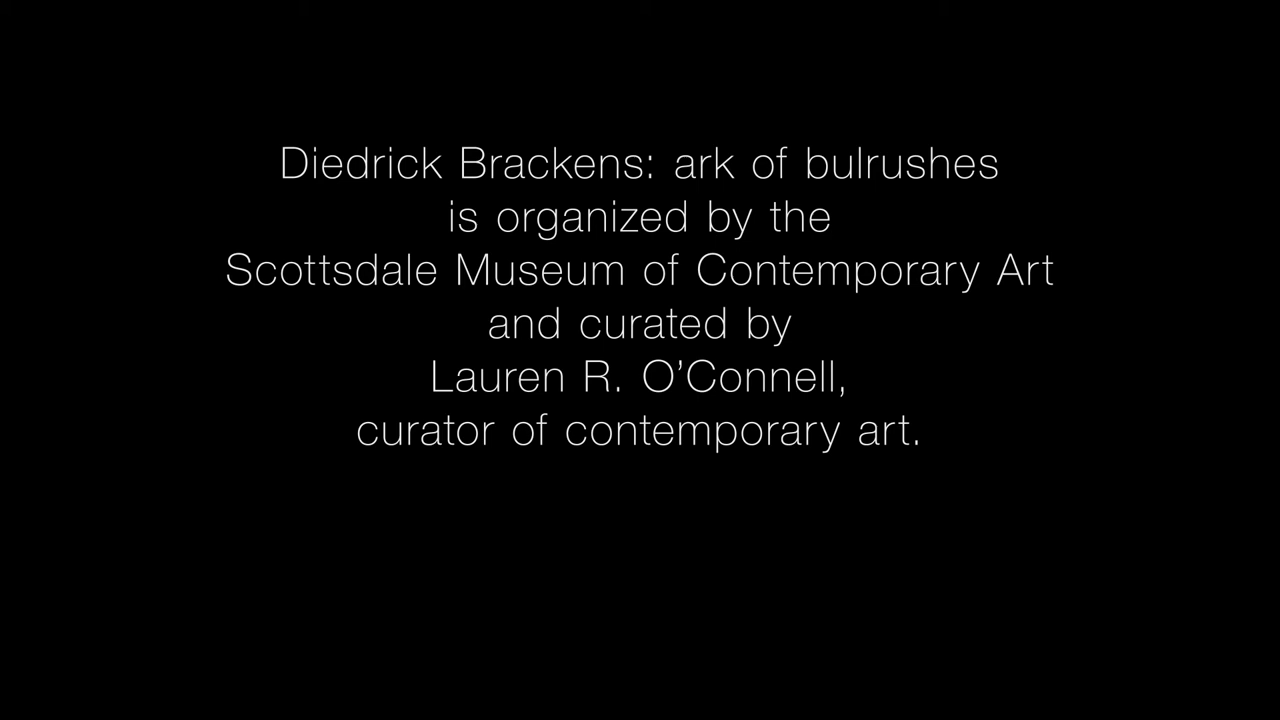 Diedrick Brackens: ark of bulrushes
is organized by the
Scottsdale Museum of Contemporary Art
and curated by
Lauren R. O’Connell,
curator of contemporary art.